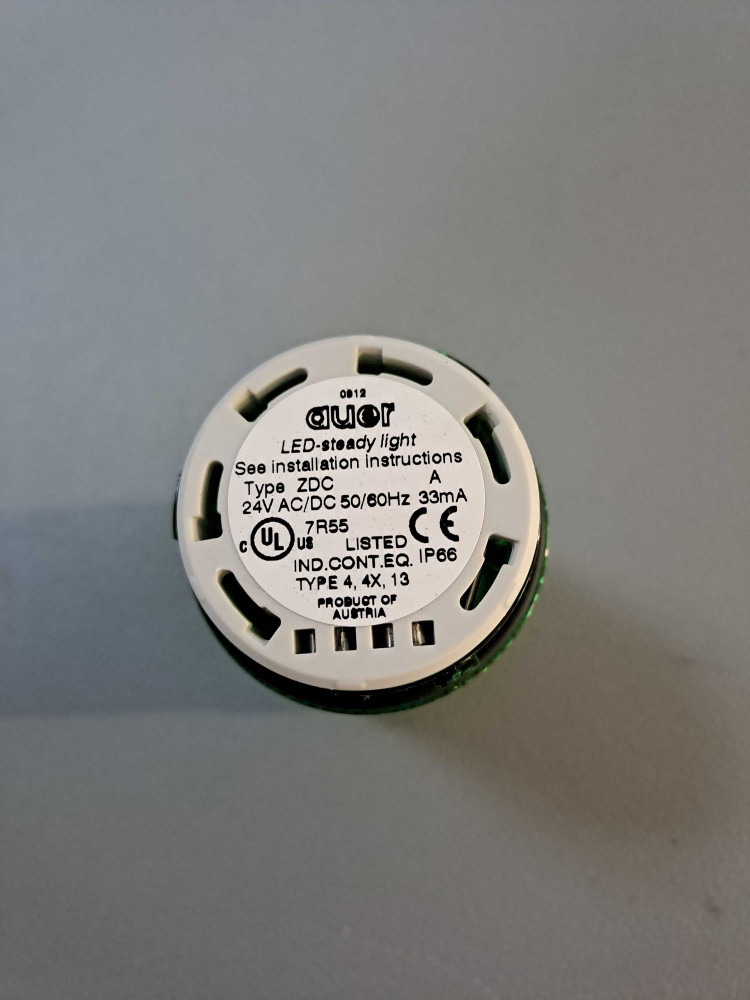 0812
auer
LED-steady light
See installation instructions
Type ZDC A
24V AC/DC 50/60Hz 33mA
7R55
C UL US LISTED CE
IND.CONT.EQ. IP66
TYPE 4, 4X, 13
PRODUCT OF
AUSTRIA